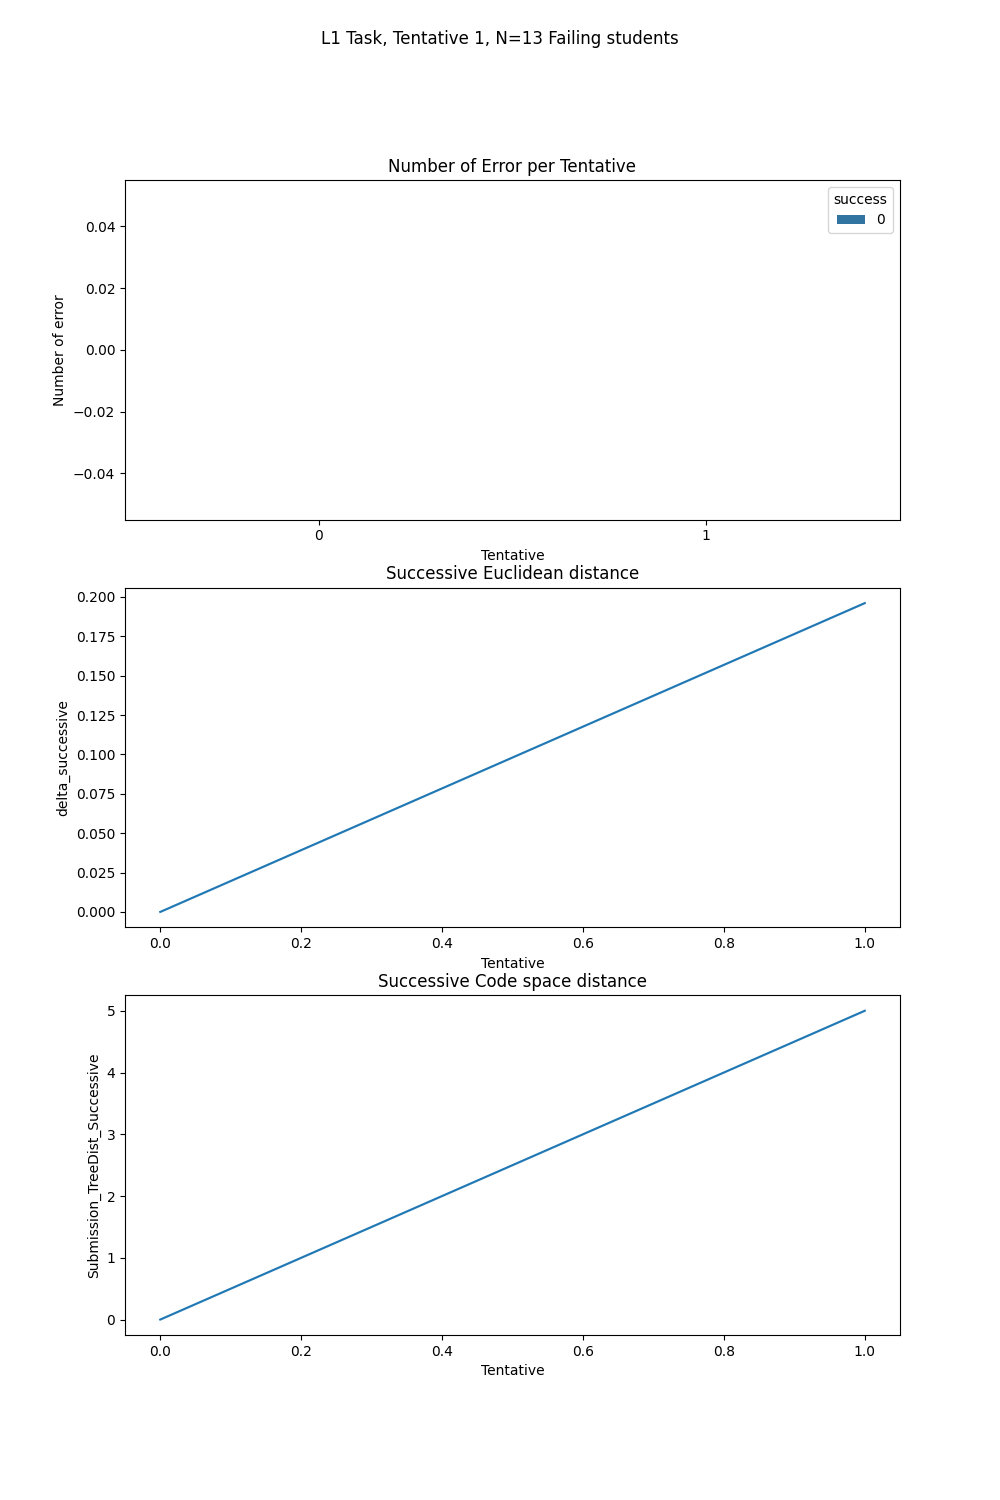 L1 Task, Tentative 1, N=13 Failing students
Number of Error per Tentative
success
0
0.04
0.02
0.00
−0.02
−0.04
Number of error
0 1
Tentative
Successive Euclidean distance
0.200
0.175
0.150
0.125
0.100
0.075
0.050
0.025
0.000
delta_successive
0.0 0.2 0.4 0.6 0.8 1.0
Tentative
Successive Code space distance
5
4
3
2
1
0
Submission_TreeDist_Successive
0.0 0.2 0.4 0.6 0.8 1.0
Tentative